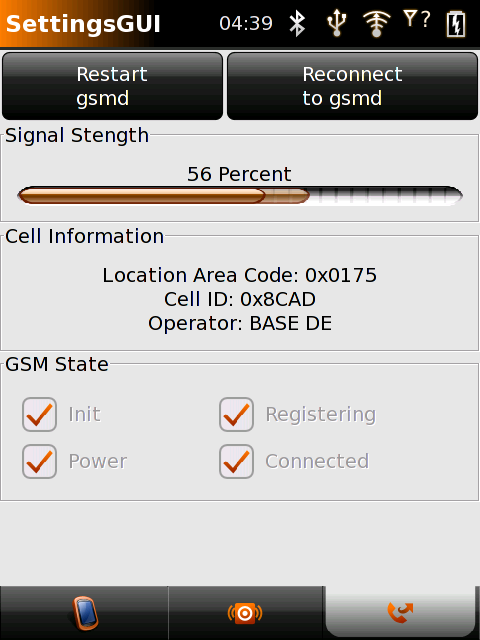 SettingsGUI 04:39 ?
Restart
gsmd
Reconnect
to gsmd
Signal Stength
56 Percent
Cell Information
Location Area Code: 0x0175
Cell ID: 0x8CAD
Operator: BASE DE
GSM State
Init
Registering
Power
Connected